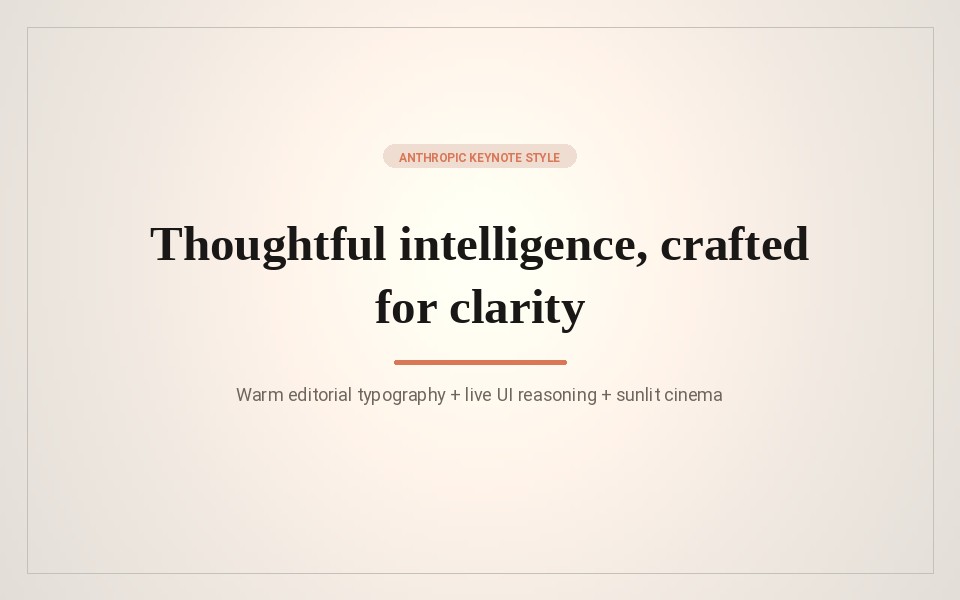 ANTHROPIC KEYNOTE STYLE
Thoughtful intelligence, crafted
for clarity
Warm editorial typography + live UI reasoning + sunlit cinema